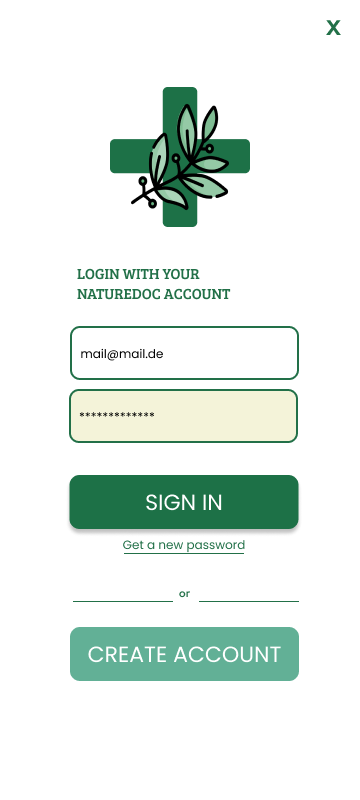 X
LOGIN WITH YOUR
NATUREDOC ACCOUNT
mail@mail.de
*************
SIGN IN
Get a new password
or
CREATE ACCOUNT